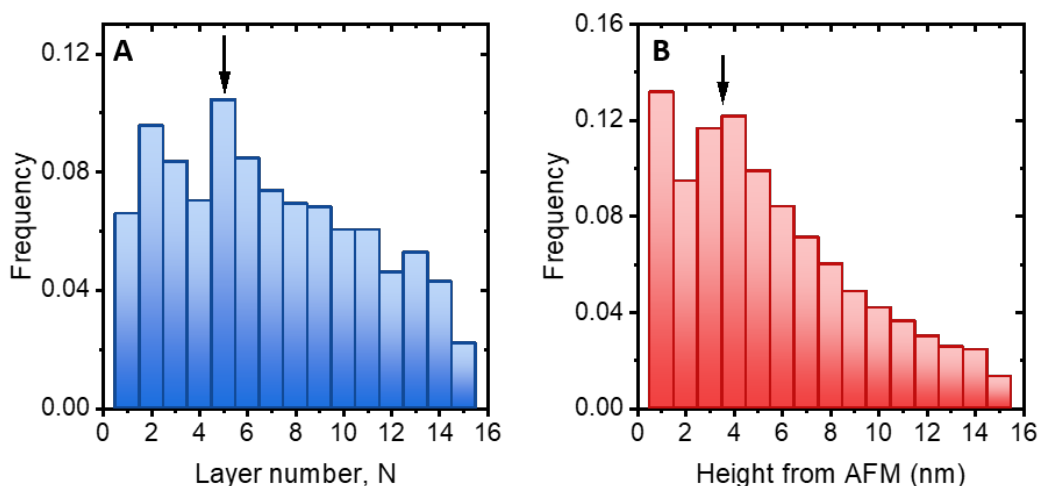 A
0.12
0.08
0.04
0.00
0 2 4 6 8 10 12 14 16
Frequency
Layer number, N
B
0.16
0.12
0.08
0.04
0.00
0 2 4 6 8 10 12 14 16
Frequency
Height from AFM (nm)